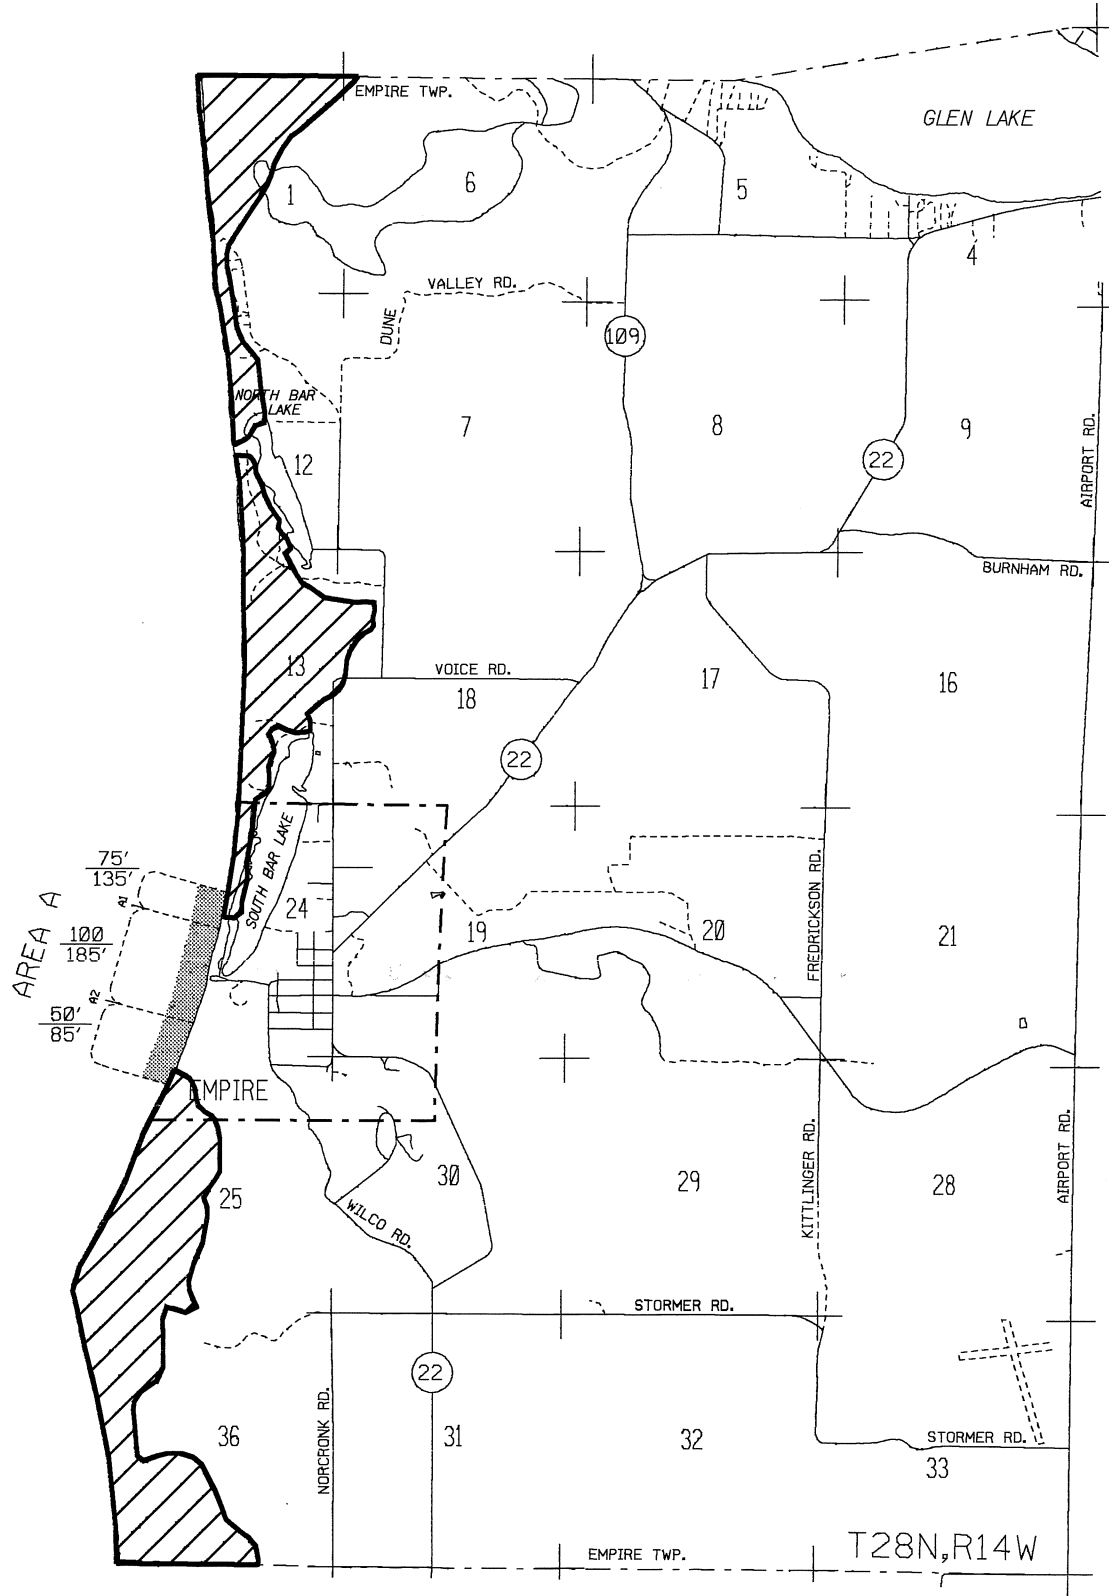 EMPIRE TWP.
GLEN LAKE
1
6
5
4
VALLEY RD.
DUNE
109
NORTH BAR
LAKE
7
8
9
12
22
AIRPORT RD.
BURNHAM RD.
13
VOICE RD.
18
17
16
22
SOUTH BAR LAKE
75'
135'
A1
AREA A
100
185'
A2
50'
85'
24
19
20
FREDRICKSON RD.
21
EMPIRE
25
30
WILCO RD.
29
KITTLINGER RD.
28
AIRPORT RD.
STORMER RD.
22
NORCRONK RD.
36
31
32
STORMER RD.
33
EMPIRE TWP.
T28N,R14W